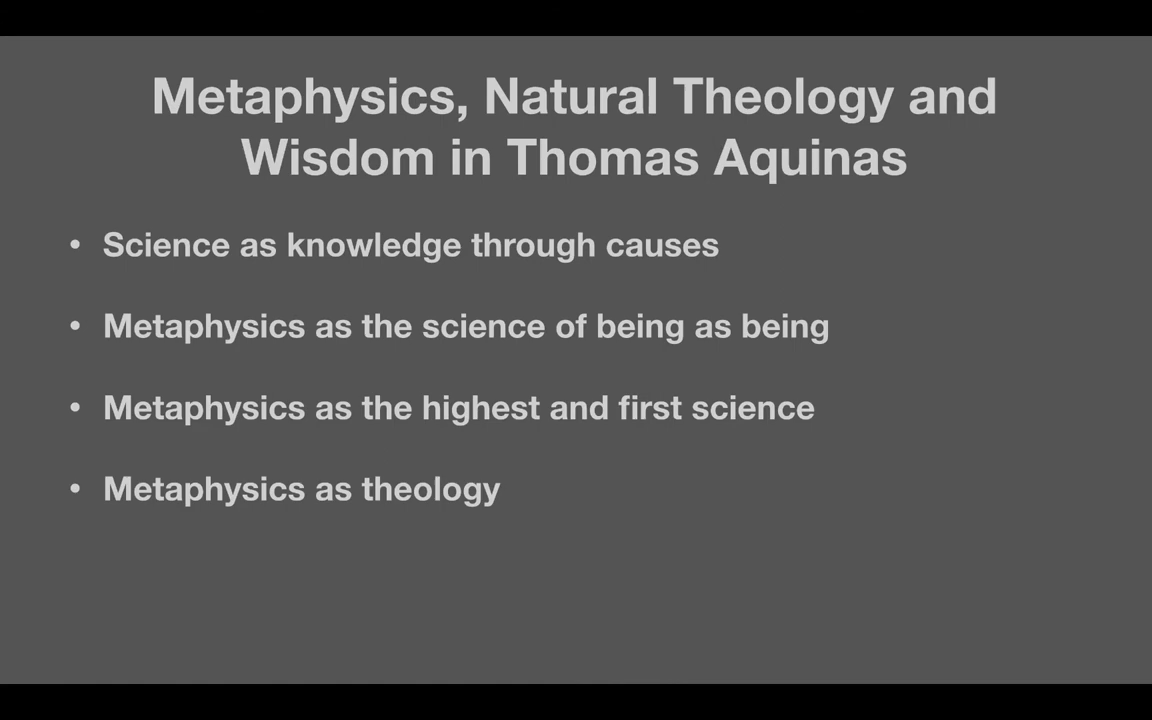 Metaphysics, Natural Theology and
Wisdom in Thomas Aquinas
• Science as knowledge through causes
• Metaphysics as the science of being as being
• Metaphysics as the highest and first science
• Metaphysics as theology